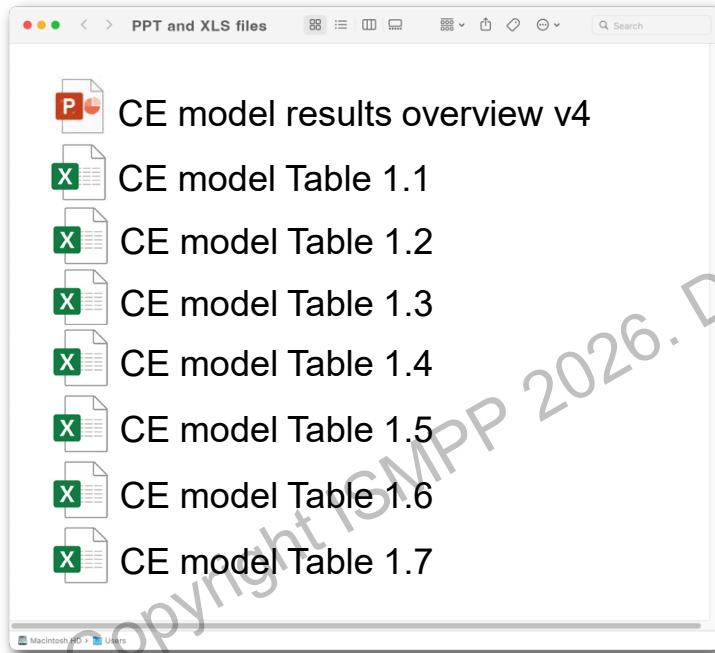 PPT and XLS files
Search
P CE model results overview v4
X CE model Table 1.1
X CE model Table 1.2
X CE model Table 1.3
X CE model Table 1.4
X CE model Table 1.5
X CE model Table 1.6
X CE model Table 1.7
Macintosh HD › Users
Copyright ISMPP 2026. D